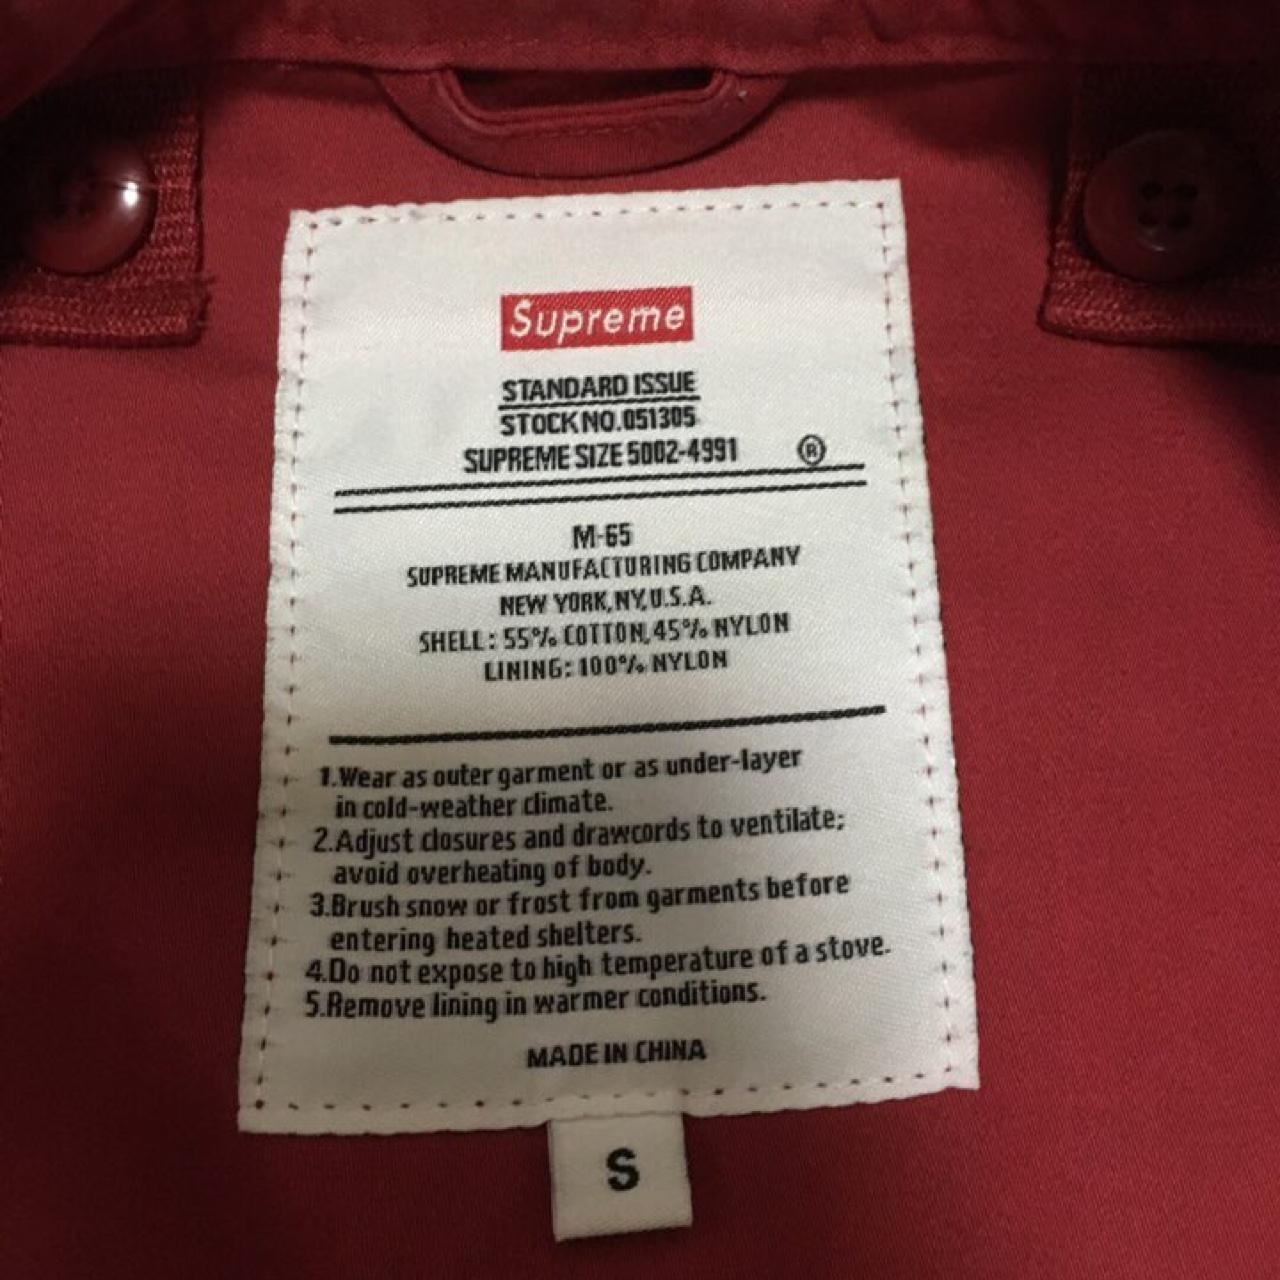 Supreme
STANDARD ISSUE
STOCK NO.051305
SUPREME SIZE 5002-4991 ®
M-65
SUPREME MANUFACTURING COMPANY
NEW YORK,NY,U.S.A.
SHELL: 55% COTTON,45% NYLON
LINING: 100% NYLON
1.Wear as outer garment or as under-layer
in cold-weather climate.
2.Adjust closures and drawcords to ventilate;
avoid overheating of body.
3.Brush snow or frost from garments before
entering heated shelters.
4.Do not expose to high temperature of a stove.
5.Remove lining in warmer conditions.
MADE IN CHINA
S